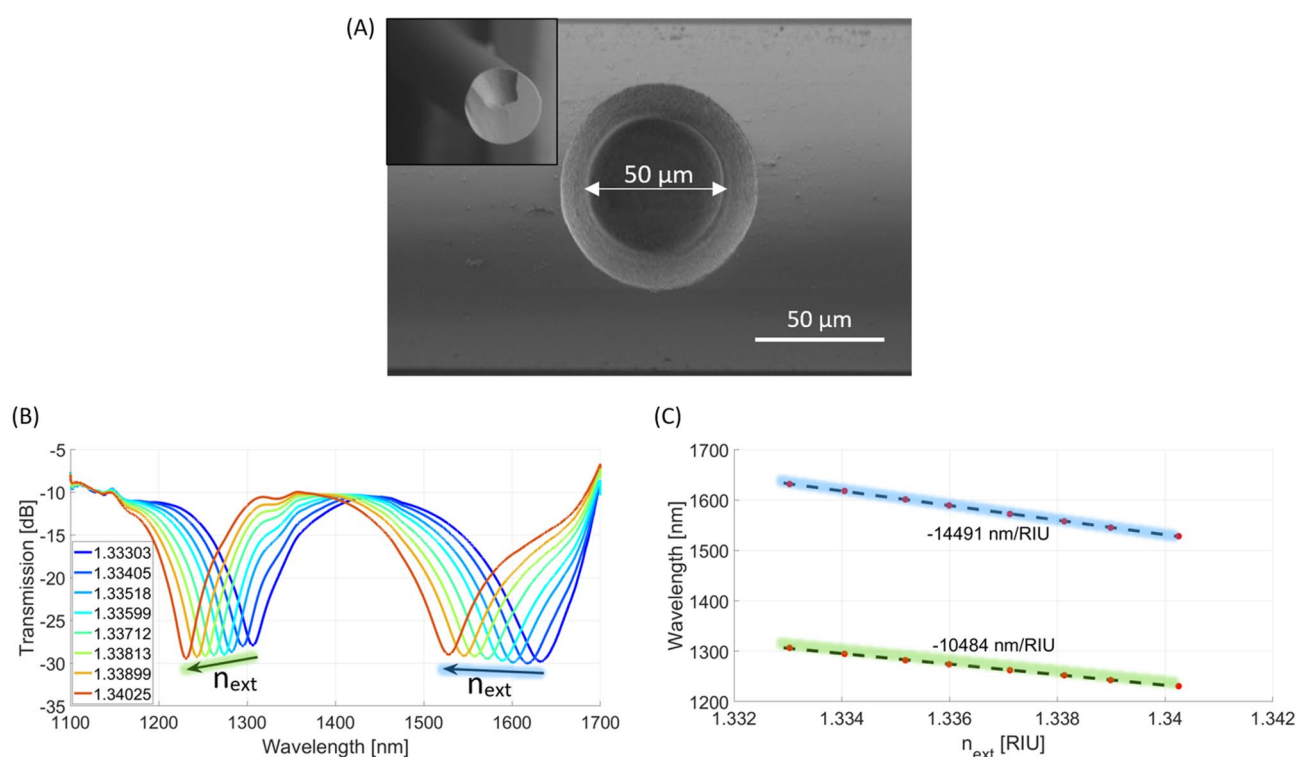 (A)
50 μm
50 μm
(B)
-5
-10
-15
-20
-25
-30
-35
Transmission [dB]
1.33303
1.33405
1.33518
1.33599
1.33712
1.33813
1.33899
1.34025
next
next
1100
1200
1300
1400
1500
1600
1700
Wavelength [nm]
(C)
1700
1600
1500
1400
1300
1200
Wavelength [nm]
-14491 nm/RIU
-10484 nm/RIU
1.332
1.334
1.336
1.338
1.34
1.342
next [RIU]